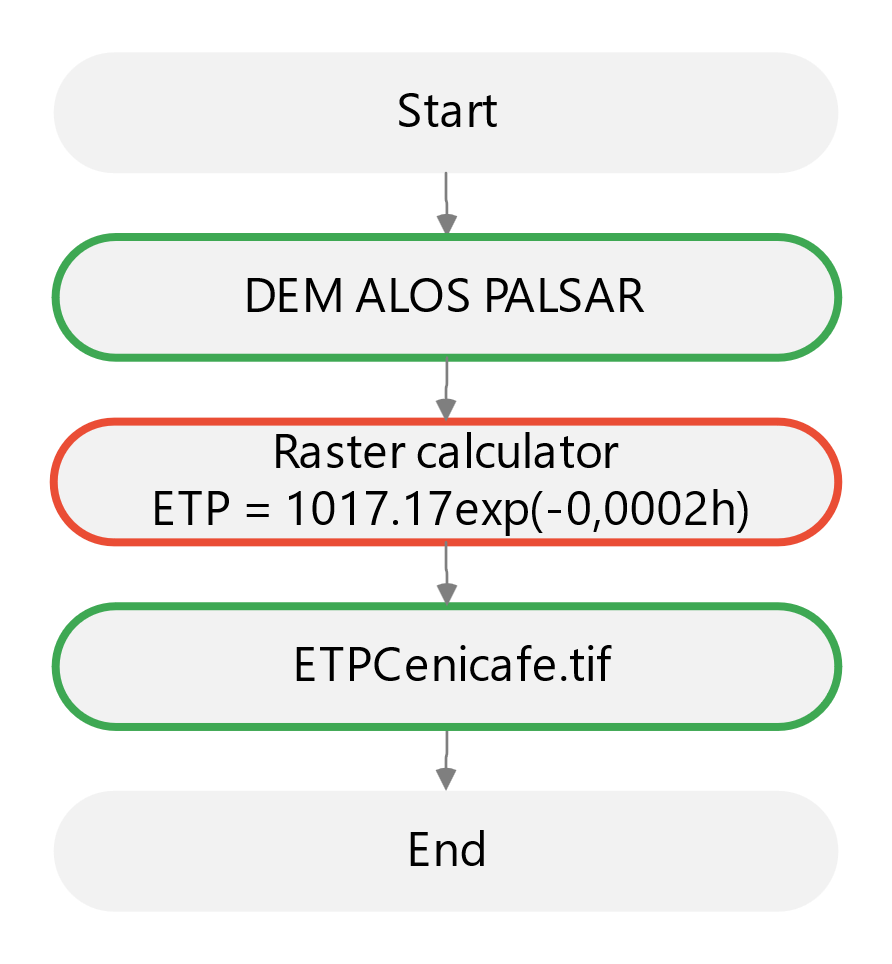 Start
DEM ALOS PALSAR
Raster calculator
ETP = 1017.17exp(-0,0002h)
ETPCenicafe.tif
End